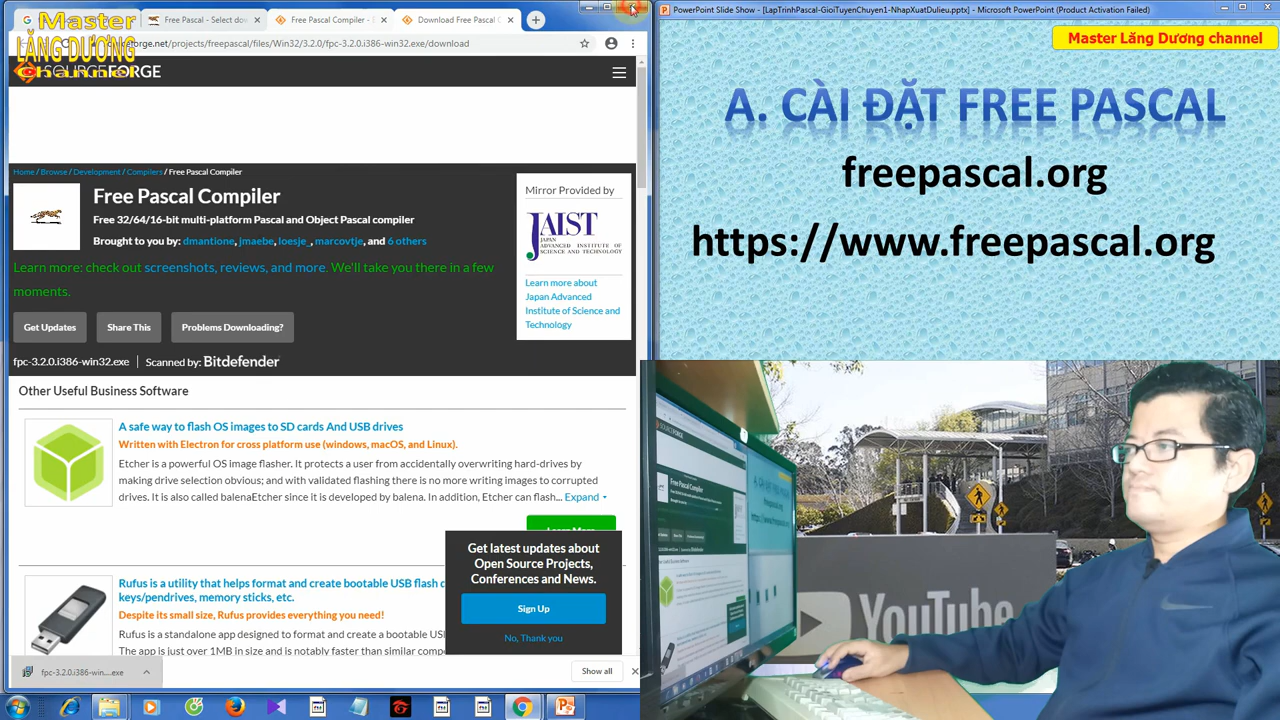 Free Pascal - Select dow
Free Pascal Compiler - B
Download Free Pascal C
Master
LĂNG DƯƠNG
channel
eforge.net/projects/freepascal/files/Win32/3.2.0/fpc-3.2.0.i386-win32.exe/download
SOURCEFORGE
Home / Browse / Development / Compilers / Free Pascal Compiler
Free Pascal Compiler
Free 32/64/16-bit multi-platform Pascal and Object Pascal compiler
Brought to you by: dmantione, jmaebe, loesje_, marcovtje, and 6 others
Learn more: check out screenshots, reviews, and more. We'll take you there in a few
moments.
Get Updates
Share This
Problems Downloading?
fpc-3.2.0.i386-win32.exe
Scanned by: Bitdefender
Mirror Provided by
JAIST
JAPAN
ADVANCED INSTITUTE OF
SCIENCE AND TECHNOLOGY
Learn more about
Japan Advanced
Institute of Science and
Technology
Other Useful Business Software
A safe way to flash OS images to SD cards And USB drives
Written with Electron for cross platform use (windows, macOS, and Linux).
Etcher is a powerful OS image flasher. It protects a user from accidentally overwriting hard-drives by
making drive selection obvious; and with validated flashing there is no more writing images to corrupted
drives. It is also called balenaEtcher since it is developed by balena. In addition, Etcher can flash... Expand
Learn More
Rufus is a utility that helps format and create bootable USB flash
keys/pendrives, memory sticks, etc.
Despite its small size, Rufus provides everything you need!
Rufus is a standalone app designed to format and create a bootable US
The app is just over 1MB in size and is notably faster than similar comp
Get latest updates about
Open Source Projects,
Conferences and News.
Sign Up
No, Thank you
fpc-3.2.0.i386-win....exe
Show all
PowerPoint Slide Show - [LapTrinhPascal-GioiTuyenChuyen1-NhapXuatDulieu.pptx] - Microsoft PowerPoint (Product Activation Failed)
Master Lăng Dương channel
A. CÀI ĐẶT FREE PASCAL
freepascal.org
https://www.freepascal.org
YouTube